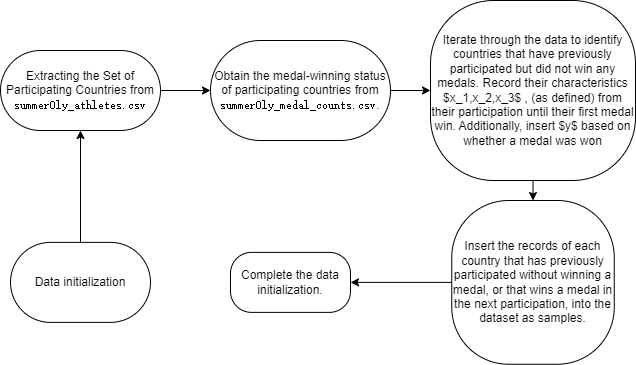 Extracting the Set of
Participating Countries from
summerOly_athletes.csv
Obtain the medal-winning status
of participating countries from
summerOly_medal_counts.csv.
Iterate through the data to identify
countries that have previously
participated but did not win any
medals. Record their characteristics
$x_1,x_2,x_3$ , (as defined) from
their participation until their first medal
win. Additionally, insert $y$ based on
whether a medal was won
Insert the records of each
country that has previously
participated without winning a
medal, or that wins a medal in
the next participation, into the
dataset as samples.
Complete the data
initialization.
Data initialization